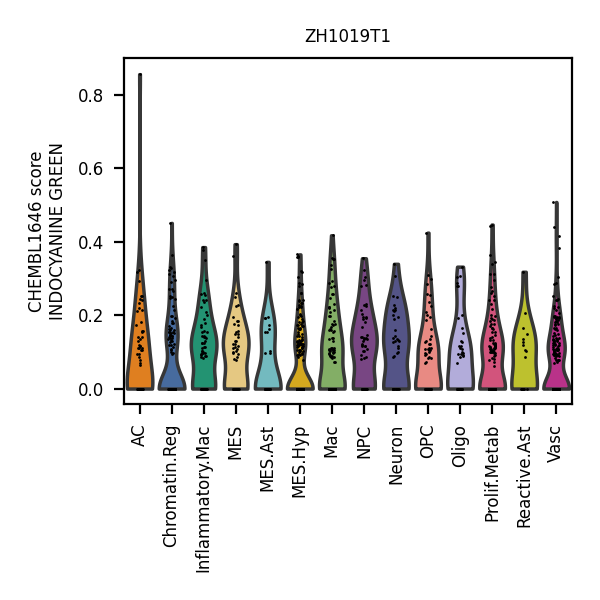 ZH1019T1
CHEMBL1646 score
INDOCYANINE GREEN
0.8
0.6
0.4
0.2
0.0
AC
Chromatin.Reg
Inflammatory.Mac
MES
MES.Ast
MES.Hyp
Mac
NPC
Neuron
OPC
Oligo
Prolif.Metab
Reactive.Ast
Vasc